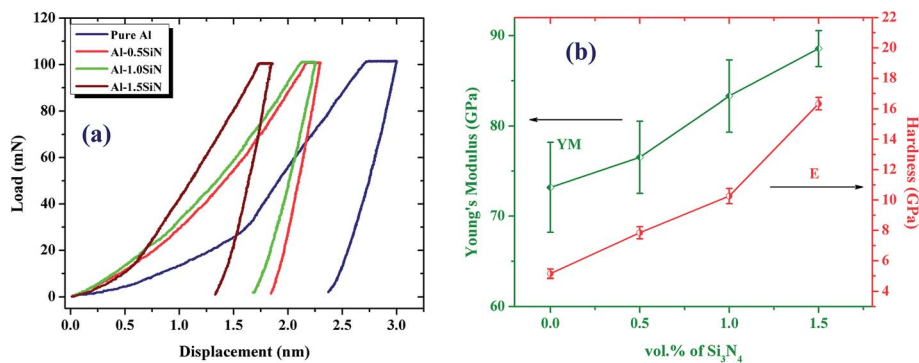 Pure Al
Al-0.5SiN
Al-1.0SiN
Al-1.5SiN
(a)
120
100
80
60
40
20
0
Load (mN)
0.0 0.5 1.0 1.5 2.0 2.5 3.0
Displacement (nm)
(b)
YM
E
90
80
70
60
Young's Modulus (GPa)
22
20
18
16
14
12
10
8
6
4
Hardness (GPa)
0.0 0.5 1.0 1.5
vol.% of Si₃N₄